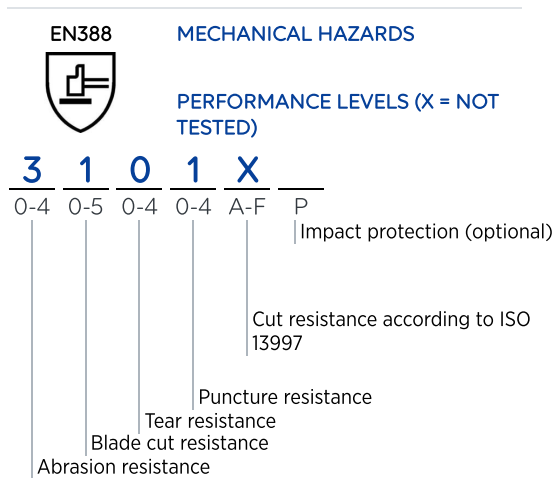 EN388
MECHANICAL HAZARDS
PERFORMANCE LEVELS (X = NOT
TESTED)
3 1 0 1 X
0-4 0-5 0-4 0-4 A-F P
Impact protection (optional)
Cut resistance according to ISO
13997
Puncture resistance
Tear resistance
Blade cut resistance
Abrasion resistance